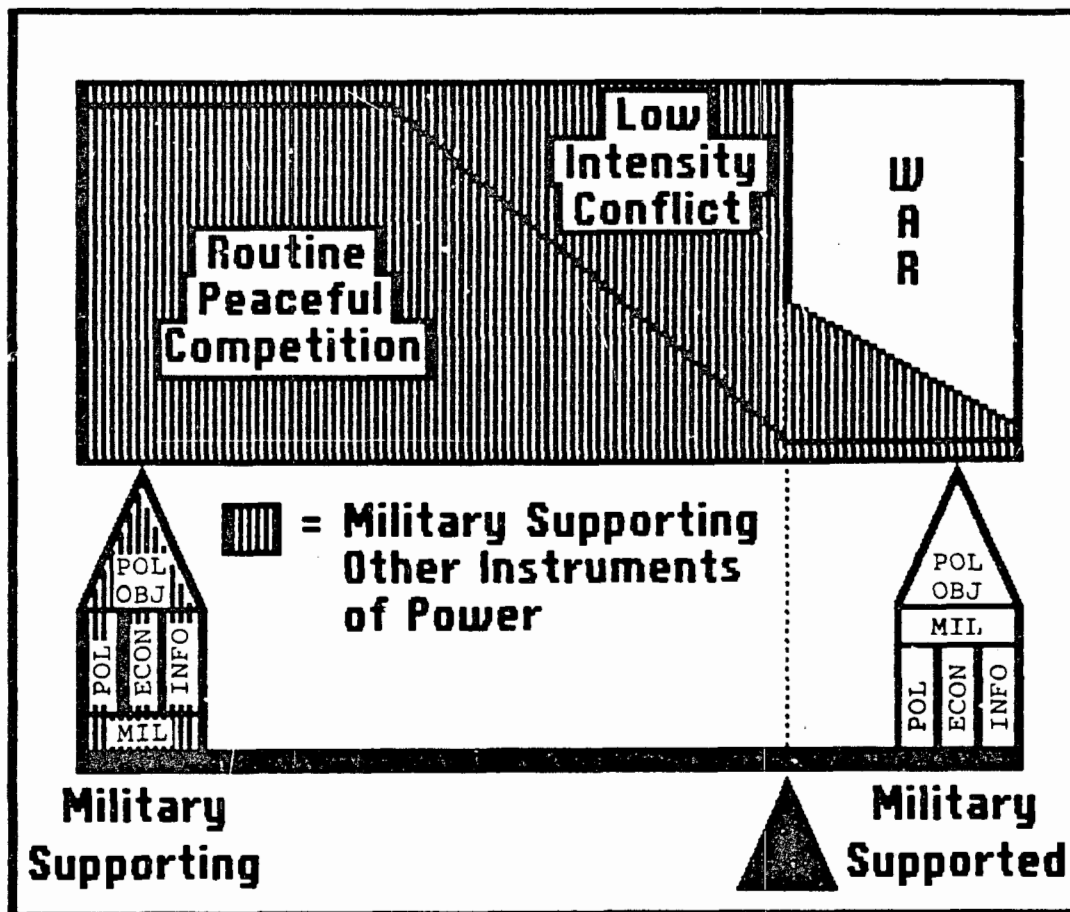 Low
Intensity
Conflict
W
A
R
Routine
Peaceful
Competition
= Military Supporting
Other Instruments
of Power
POL
OBJ
POL
ECON
INFO
MIL
POL
OBJ
MIL
POL
ECON
INFO
Military
Supporting
Military
Supported